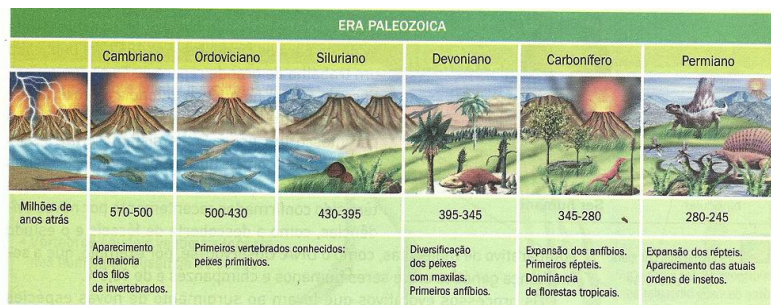 ERA PALEOZOICA
Cambriano
Ordoviciano
Siluriano
Devoniano
Carbonífero
Permiano
Milhões de
anos atrás
570-500
500-430
430-395
395-345
345-280
280-245
Aparecimento
da maioria
dos filos
de invertebrados.
Primeiros vertebrados conhecidos:
peixes primitivos.
Diversificação
dos peixes
com maxilas.
Primeiros anfíbios.
Expansão dos anfíbios.
Primeiros répteis.
Dominância
de florestas tropicais.
Expansão dos répteis.
Aparecimento das atuais
ordens de insetos.